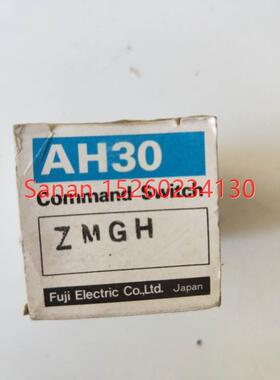 AH30
Sanan 15260234130
Command Switch
ZMGH
Fuji Electric Co.,Ltd. Japan